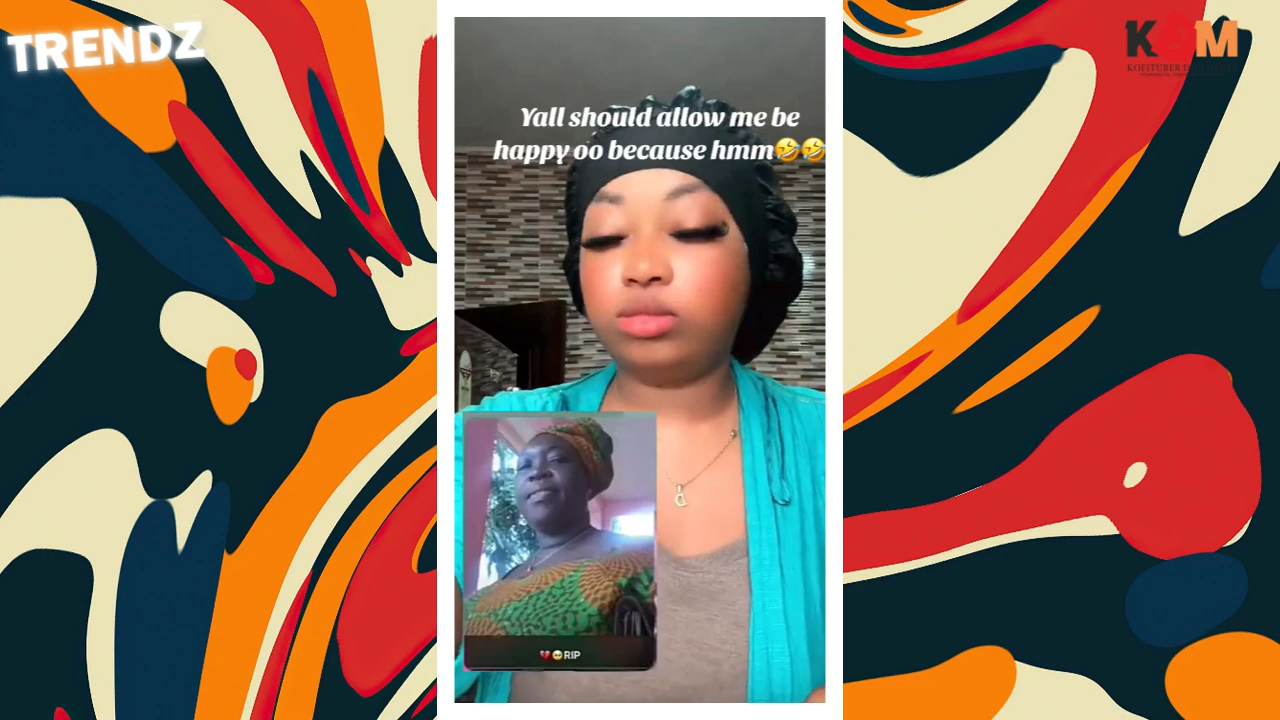 TRENDZ
KOM
Yall should allow me be
happy oo because hmm🤣🤣
💔😳RIP